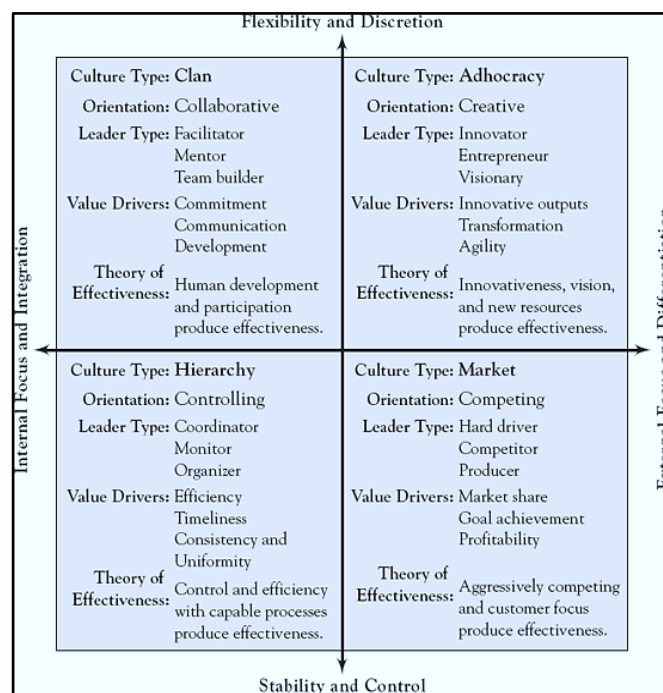 Flexibility and Discretion
Culture Type: Clan
Orientation: Collaborative
Leader Type: Facilitator
Mentor
Team builder
Value Drivers: Commitment
Communication
Development
Theory of
Effectiveness: Human development
and participation
produce effectiveness.
Culture Type: Adhocracy
Orientation: Creative
Leader Type: Innovator
Entrepreneur
Visionary
Value Drivers: Innovative outputs
Transformation
Agility
Theory of
Effectiveness: Innovativeness, vision,
and new resources
produce effectiveness.
Internal Focus and Integration
External Focus and Differentiation
Culture Type: Hierarchy
Orientation: Controlling
Leader Type: Coordinator
Monitor
Organizer
Value Drivers: Efficiency
Timeliness
Consistency and
Uniformity
Theory of
Effectiveness: Control and efficiency
with capable processes
produce effectiveness.
Culture Type: Market
Orientation: Competing
Leader Type: Hard driver
Competitor
Producer
Value Drivers: Market share
Goal achievement
Profitability
Theory of
Effectiveness: Aggressively competing
and customer focus
produce effectiveness.
Stability and Control